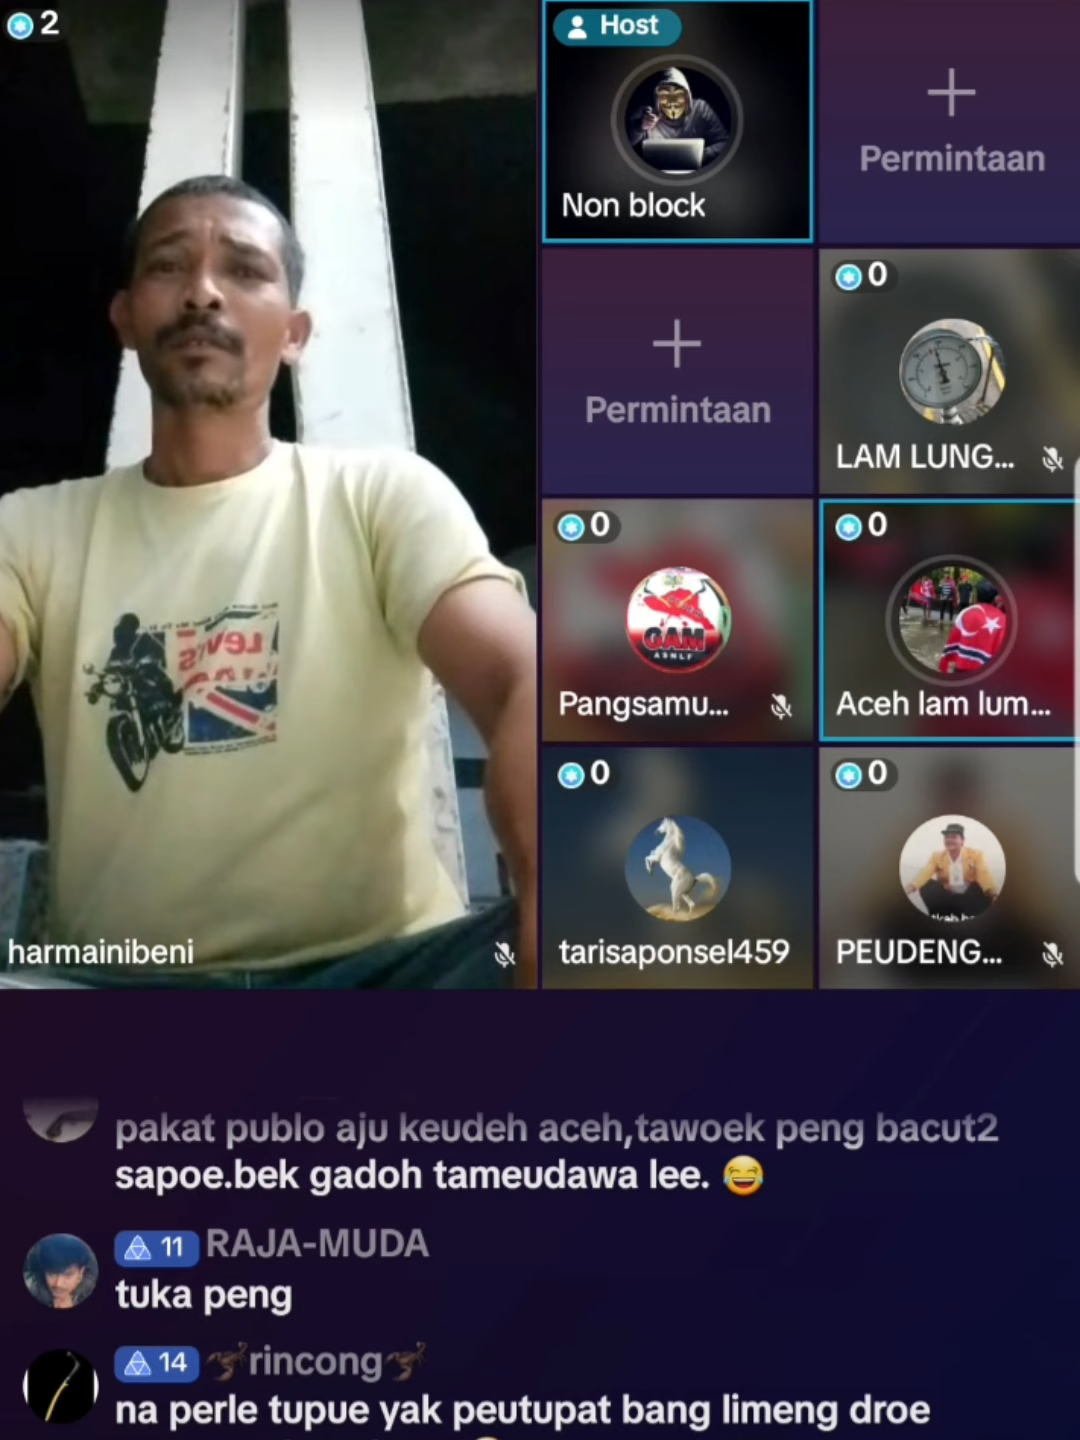 2
Host
Non block
Permintaan
Permintaan
0
LAM LUNG...
0
GAM
ASNLF
Pangsamu...
0
Aceh lam lum...
harmainibeni
0
tarisaponsel459
0
PEUDENG...
pakat publo aju keudeh aceh,tawoek peng bacut2
sapoe.bek gadoh tameudawa lee. 😂
11 RAJA-MUDA
tuka peng
14 🦂rincong🦂
na perle tupue yak peutupat bang limeng droe